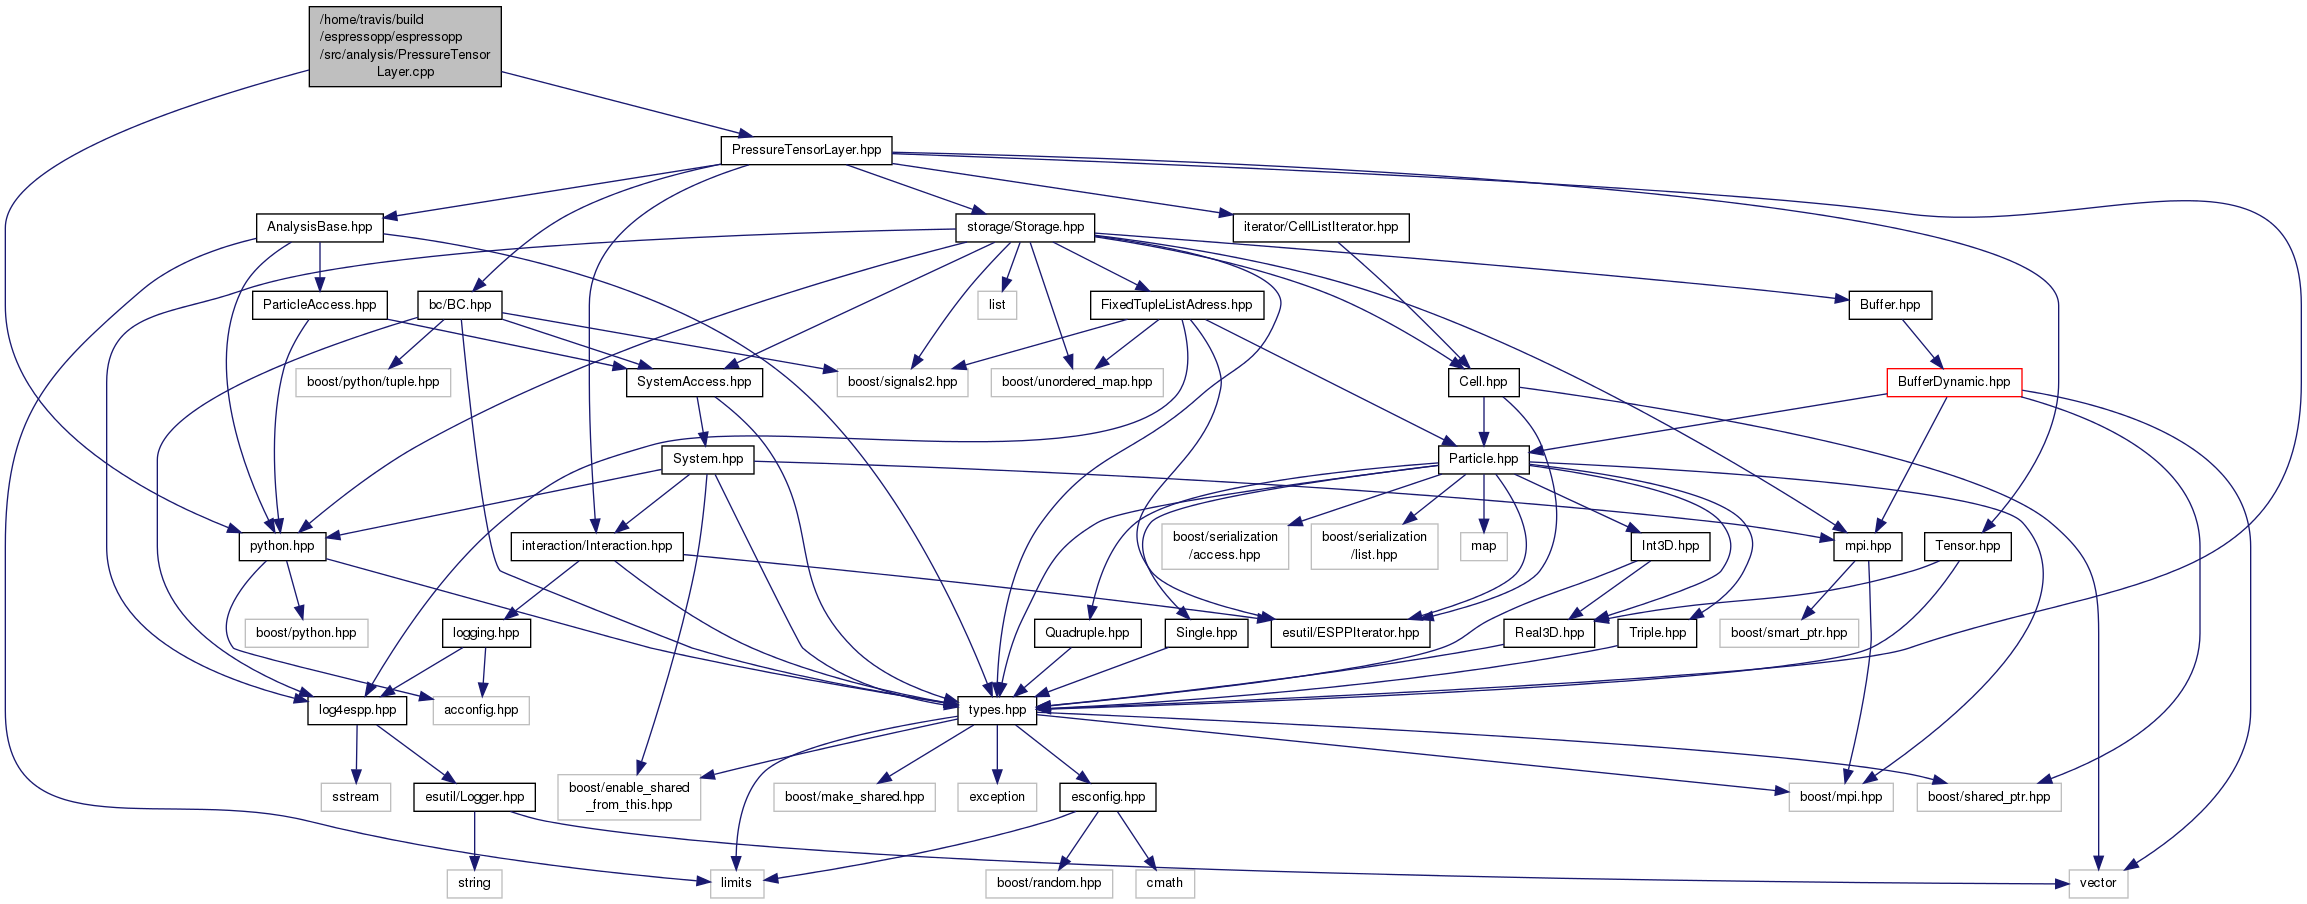 /home/travis/build
/espressopp/espressopp
/src/analysis/PressureTensor
Layer.cpp
PressureTensorLayer.hpp
AnalysisBase.hpp
storage/Storage.hpp
iterator/CellListIterator.hpp
ParticleAccess.hpp
bc/BC.hpp
list
FixedTupleListAdress.hpp
Buffer.hpp
boost/python/tuple.hpp
SystemAccess.hpp
boost/signals2.hpp
boost/unordered_map.hpp
Cell.hpp
BufferDynamic.hpp
System.hpp
Particle.hpp
python.hpp
interaction/Interaction.hpp
boost/serialization
/access.hpp
boost/serialization
/list.hpp
map
Int3D.hpp
mpi.hpp
Tensor.hpp
boost/python.hpp
logging.hpp
Quadruple.hpp
Single.hpp
esutil/ESPPIterator.hpp
Real3D.hpp
Triple.hpp
boost/smart_ptr.hpp
log4espp.hpp
acconfig.hpp
types.hpp
sstream
esutil/Logger.hpp
boost/enable_shared
_from_this.hpp
boost/make_shared.hpp
exception
esconfig.hpp
boost/mpi.hpp
boost/shared_ptr.hpp
string
limits
boost/random.hpp
cmath
vector